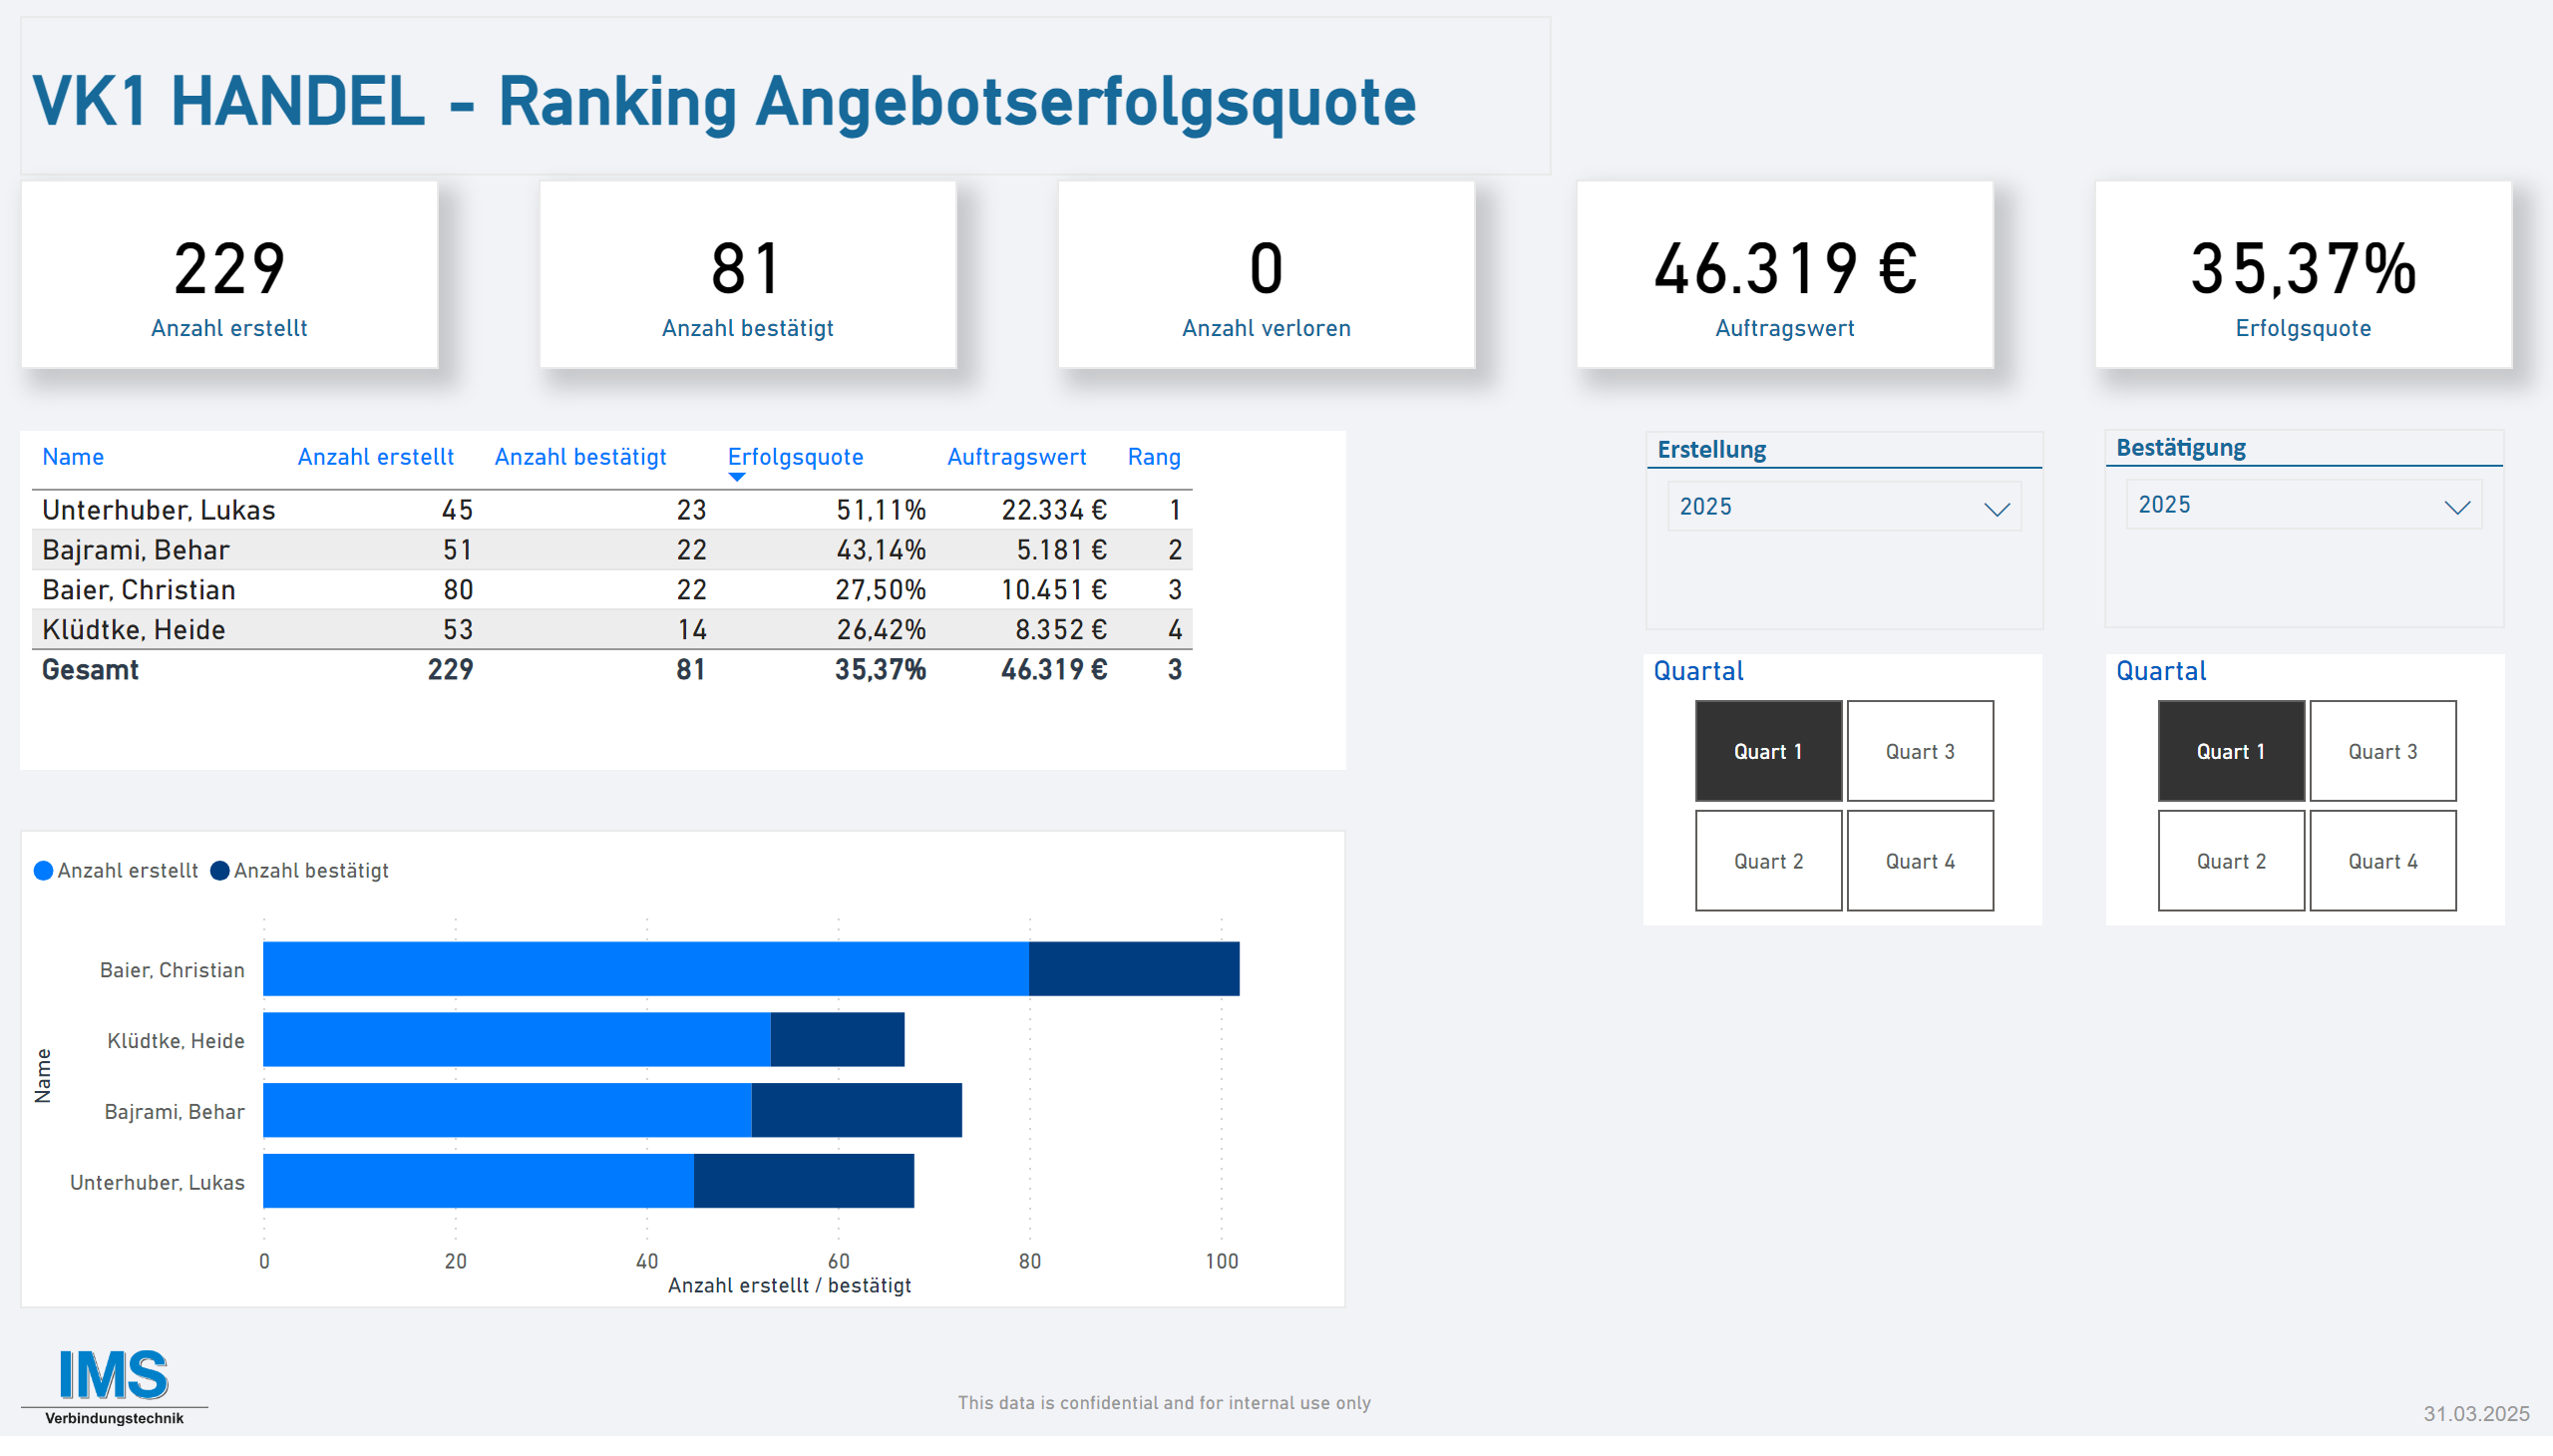 VK1 HANDEL - Ranking Angebotserfolgsquote
229
Anzahl erstellt
81
Anzahl bestätigt
0
Anzahl verloren
46.319 €
Auftragswert
35,37%
Erfolgsquote
Name Anzahl erstellt Anzahl bestätigt Erfolgsquote Auftragswert Rang
Unterhuber, Lukas 45 23 51,11% 22.334 € 1
Bajrami, Behar 51 22 43,14% 5.181 € 2
Baier, Christian 80 22 27,50% 10.451 € 3
Klüdtke, Heide 53 14 26,42% 8.352 € 4
Gesamt 229 81 35,37% 46.319 € 3
Erstellung
2025
Bestätigung
2025
Quartal
Quart 1 Quart 3
Quart 2 Quart 4
Quartal
Quart 1 Quart 3
Quart 2 Quart 4
Anzahl erstellt Anzahl bestätigt
Name
Baier, Christian
Klüdtke, Heide
Bajrami, Behar
Unterhuber, Lukas
0 20 40 60 80 100
Anzahl erstellt / bestätigt
IMS
Verbindungstechnik
This data is confidential and for internal use only
31.03.2025